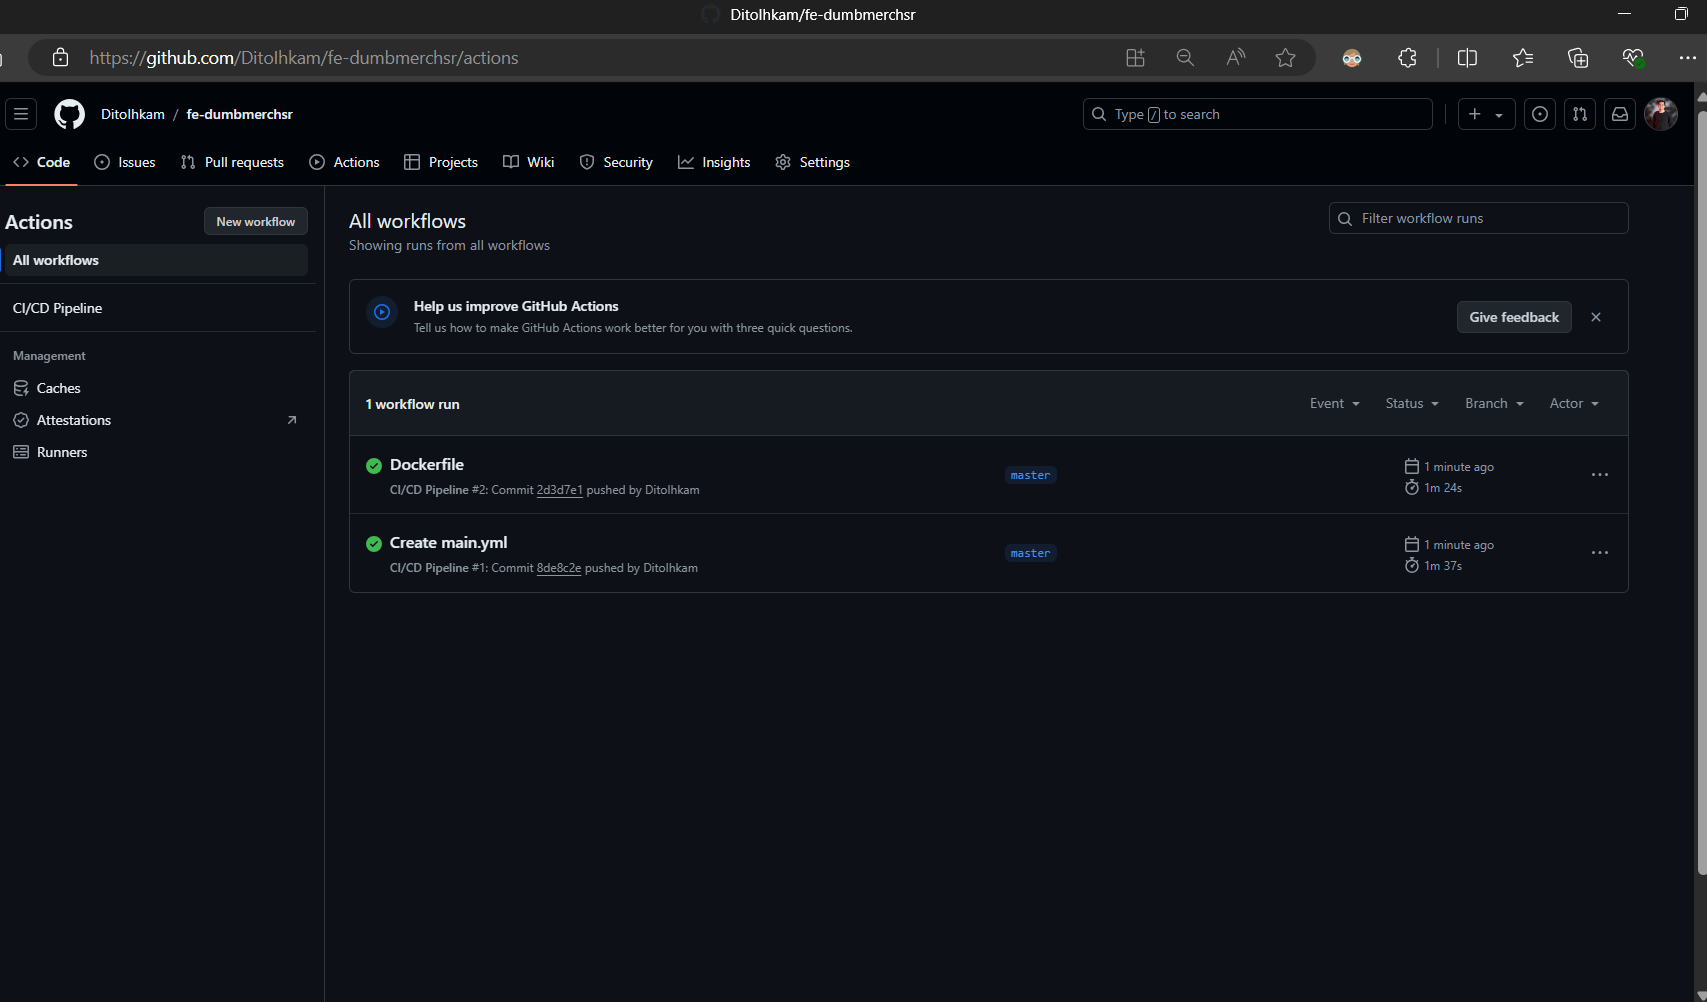 DitoIhkam/fe-dumbmerchsr
https://github.com/DitoIhkam/fe-dumbmerchsr/actions
DitoIhkam / fe-dumbmerchsr
Type / to search
Code Issues Pull requests Actions Projects Wiki Security Insights Settings
Actions
New workflow
All workflows
CI/CD Pipeline
Management
Caches
Attestations
Runners
All workflows
Showing runs from all workflows
Filter workflow runs
Help us improve GitHub Actions
Tell us how to make GitHub Actions work better for you with three quick questions.
Give feedback
1 workflow run
Event Status Branch Actor
Dockerfile
CI/CD Pipeline #2: Commit 2d3d7e1 pushed by DitoIhkam
master
1 minute ago
1m 24s
Create main.yml
CI/CD Pipeline #1: Commit 8de8c2e pushed by DitoIhkam
master
1 minute ago
1m 37s